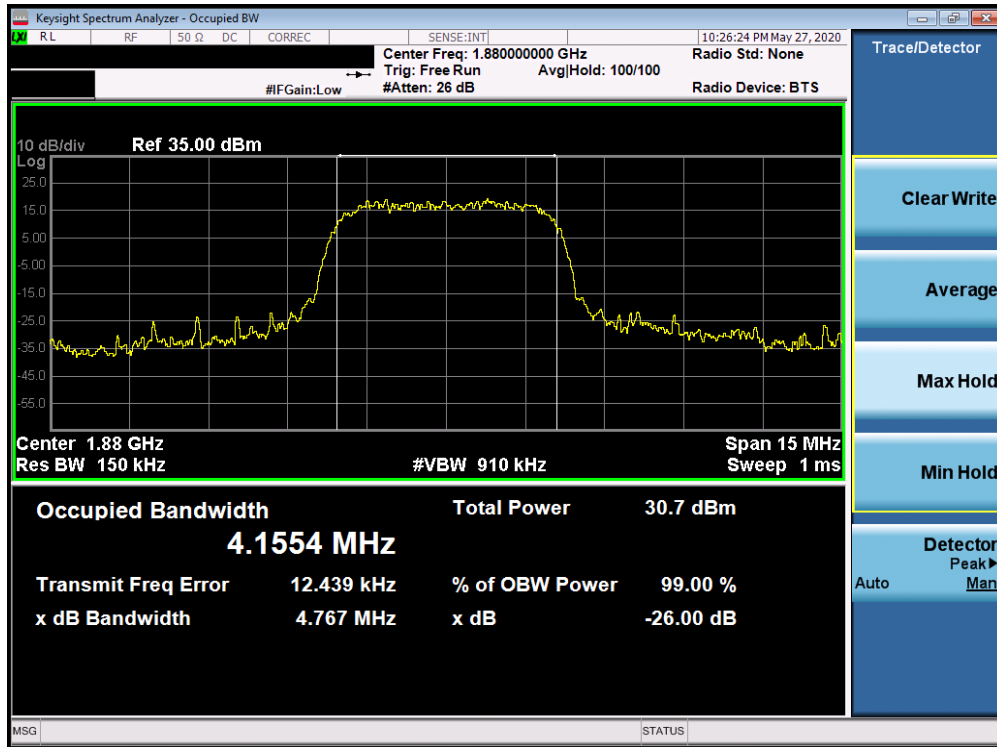 Keysight Spectrum Analyzer - Occupied BW
LXI RL RF 50 Ω DC CORREC SENSE:INT 10:26:24 PM May 27, 2020
Center Freq: 1.880000000 GHz Radio Std: None
Trig: Free Run Avg|Hold: 100/100
#IFGain:Low #Atten: 26 dB Radio Device: BTS
10 dB/div Ref 35.00 dBm
Log
25.0
15.0
5.00
-5.00
-15.0
-25.0
-35.0
-45.0
-55.0
Center 1.88 GHz Span 15 MHz
Res BW 150 kHz #VBW 910 kHz Sweep 1 ms
Occupied Bandwidth Total Power 30.7 dBm
4.1554 MHz
Transmit Freq Error 12.439 kHz % of OBW Power 99.00 %
x dB Bandwidth 4.767 MHz x dB -26.00 dB
MSG STATUS
Trace/Detector
Clear Write
Average
Max Hold
Min Hold
Detector
Peak▶
Auto Man